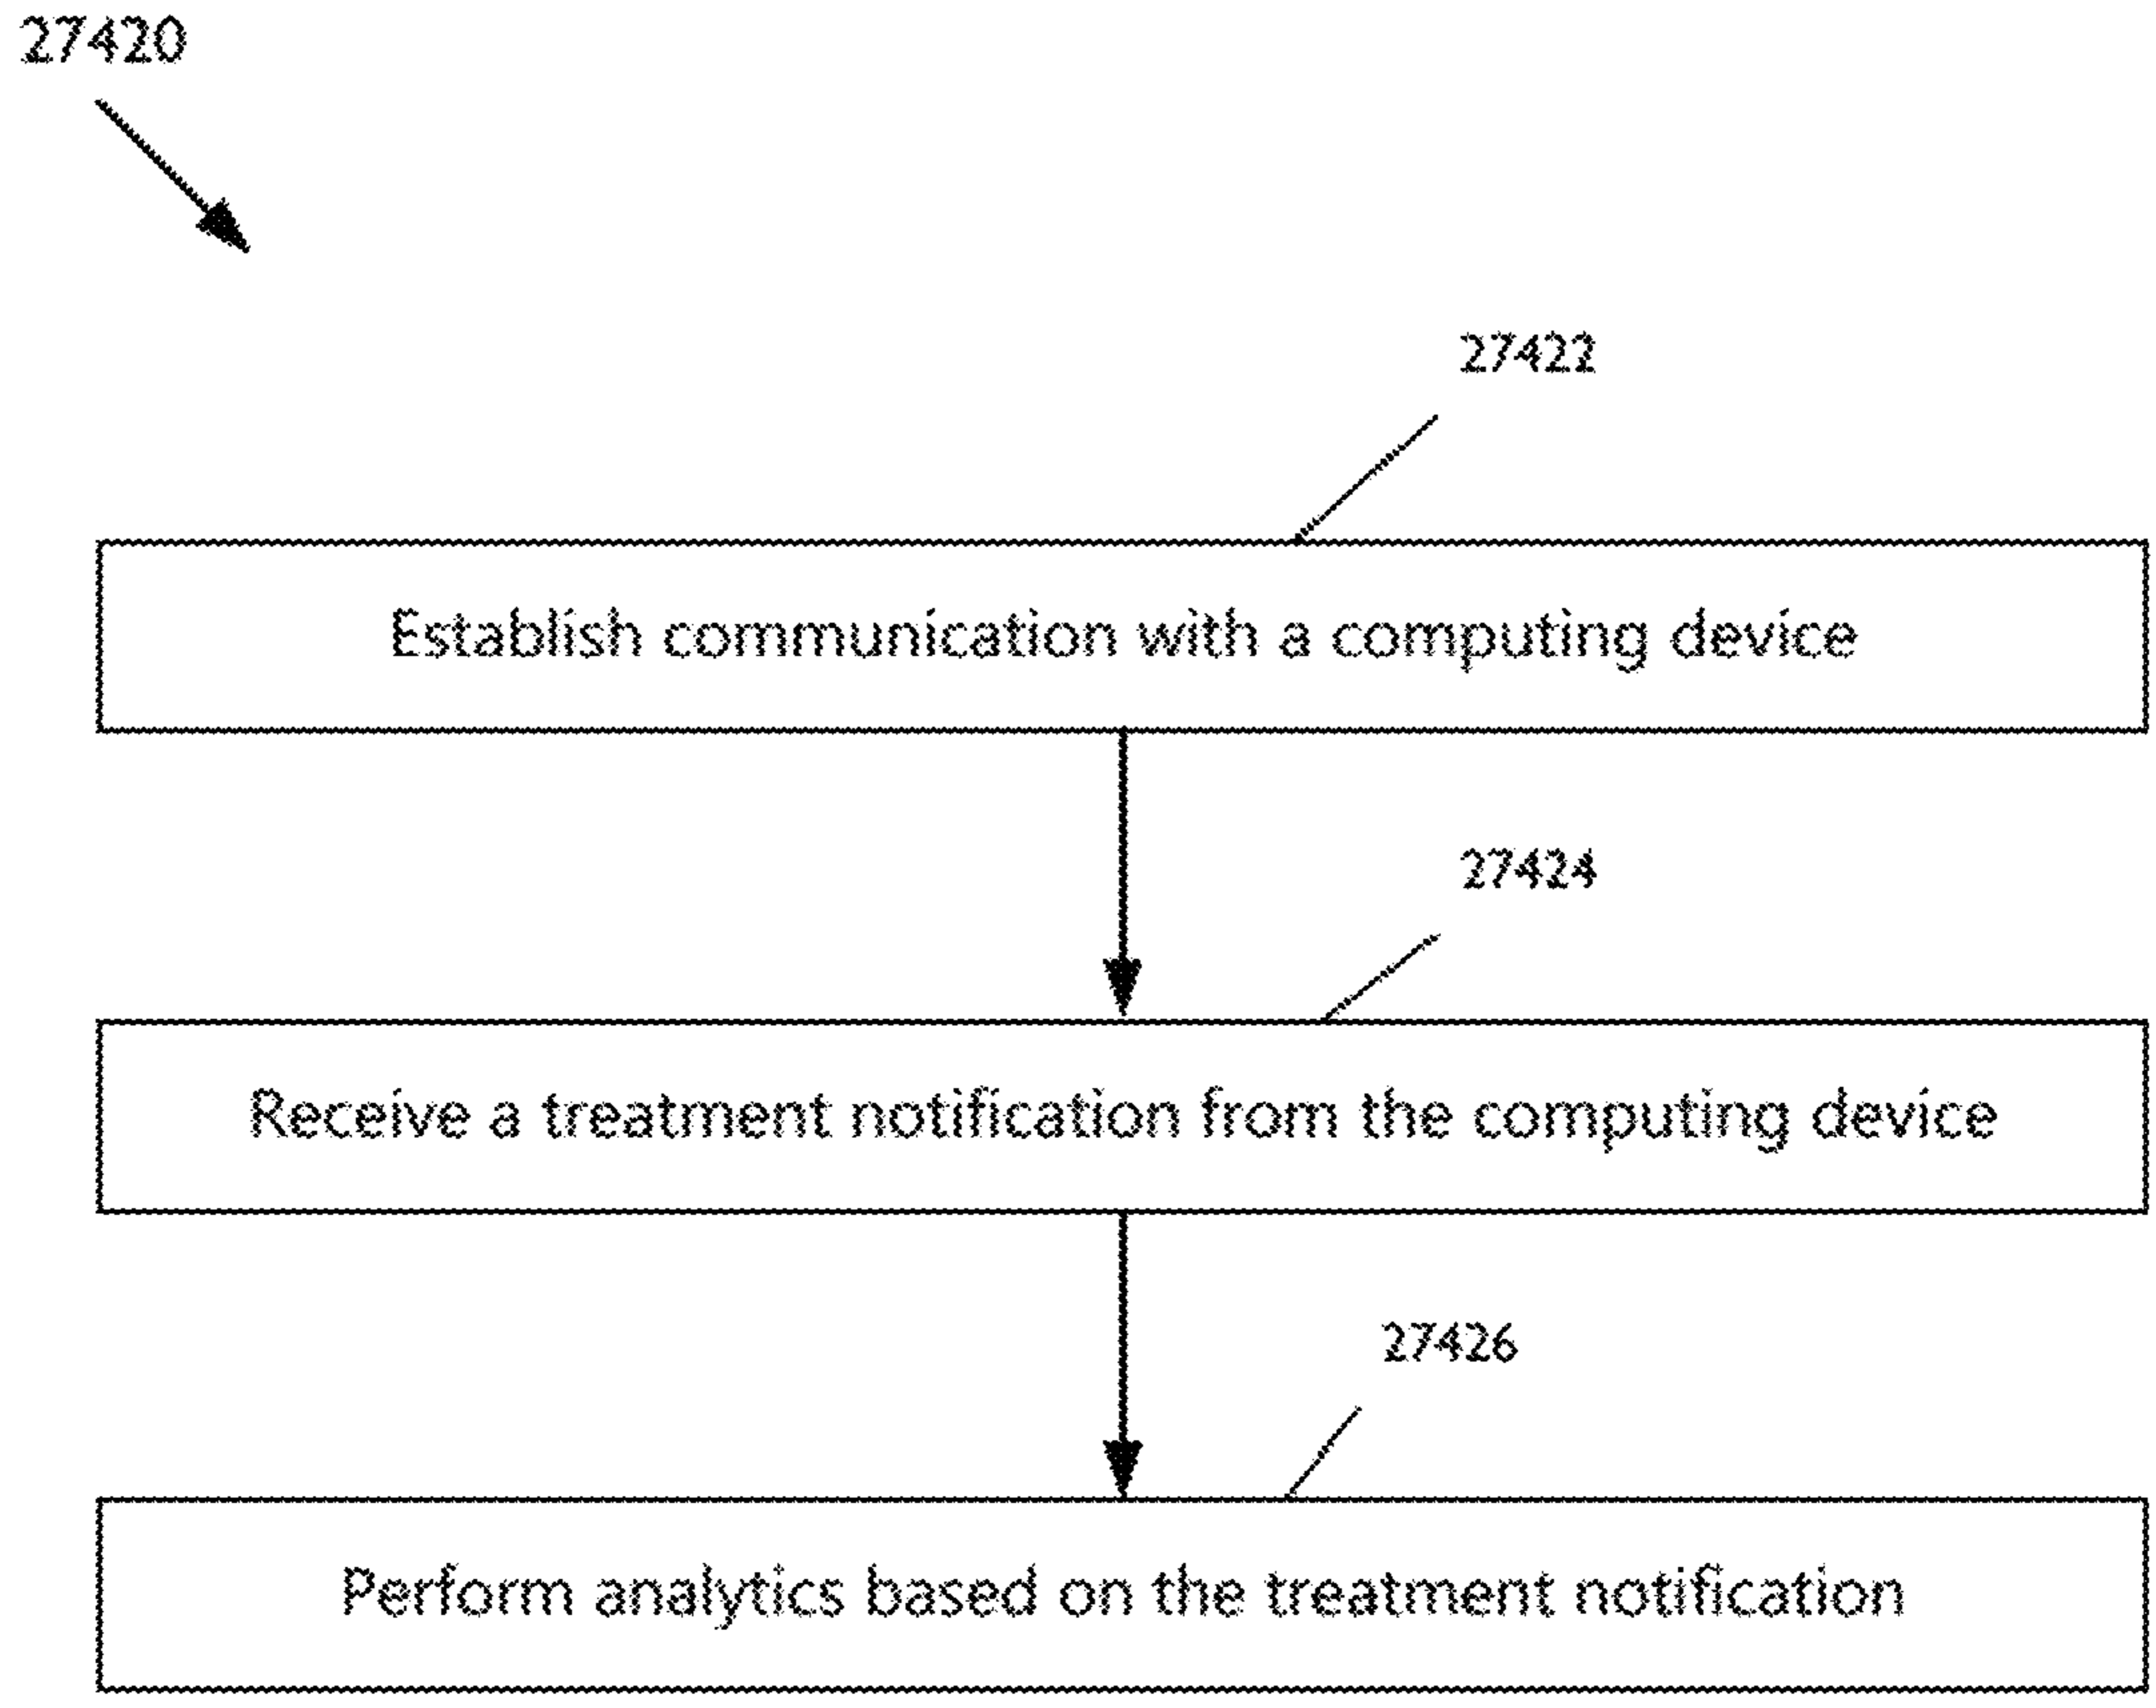 27420
27422
Establish communication with a computing device
27424
Receive a treatment notification from the computing device
27426
Perform analytics based on the treatment notification